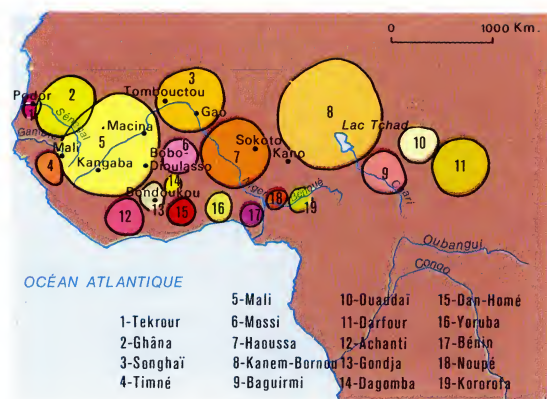 0 1000 Km.
3
2
Podor
1
Tombouctou
Sénégal
Gao
8
Macina
Gambie
5
Mali
6
Sokoto
Lac Tchad
10
Bobo-
Dioulasso
7
Kano
11
4
Kangaba
14
9
Bondoukou
Niger
Bénoué
Chari
13
18
19
12
15
16
17
Oubangui
Congo
OCÉAN ATLANTIQUE
1-Tekrour
2-Ghâna
3-Songhaï
4-Timné
5-Mali
6-Mossi
7-Haoussa
8-Kanem-Bornou
9-Baguirmi
10-Ouaddaï
11-Darfour
12-Achanti
13-Gondja
14-Dagomba
15-Dan-Homé
16-Yoruba
17-Bénin
18-Noupé
19-Kororofa